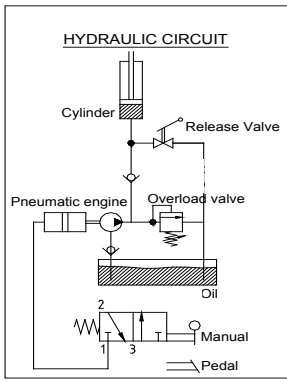 HYDRAULIC CIRCUIT
Cylinder
Release Valve
Pneumatic engine
Overload valve
Oil
2
1 3
Manual
Pedal